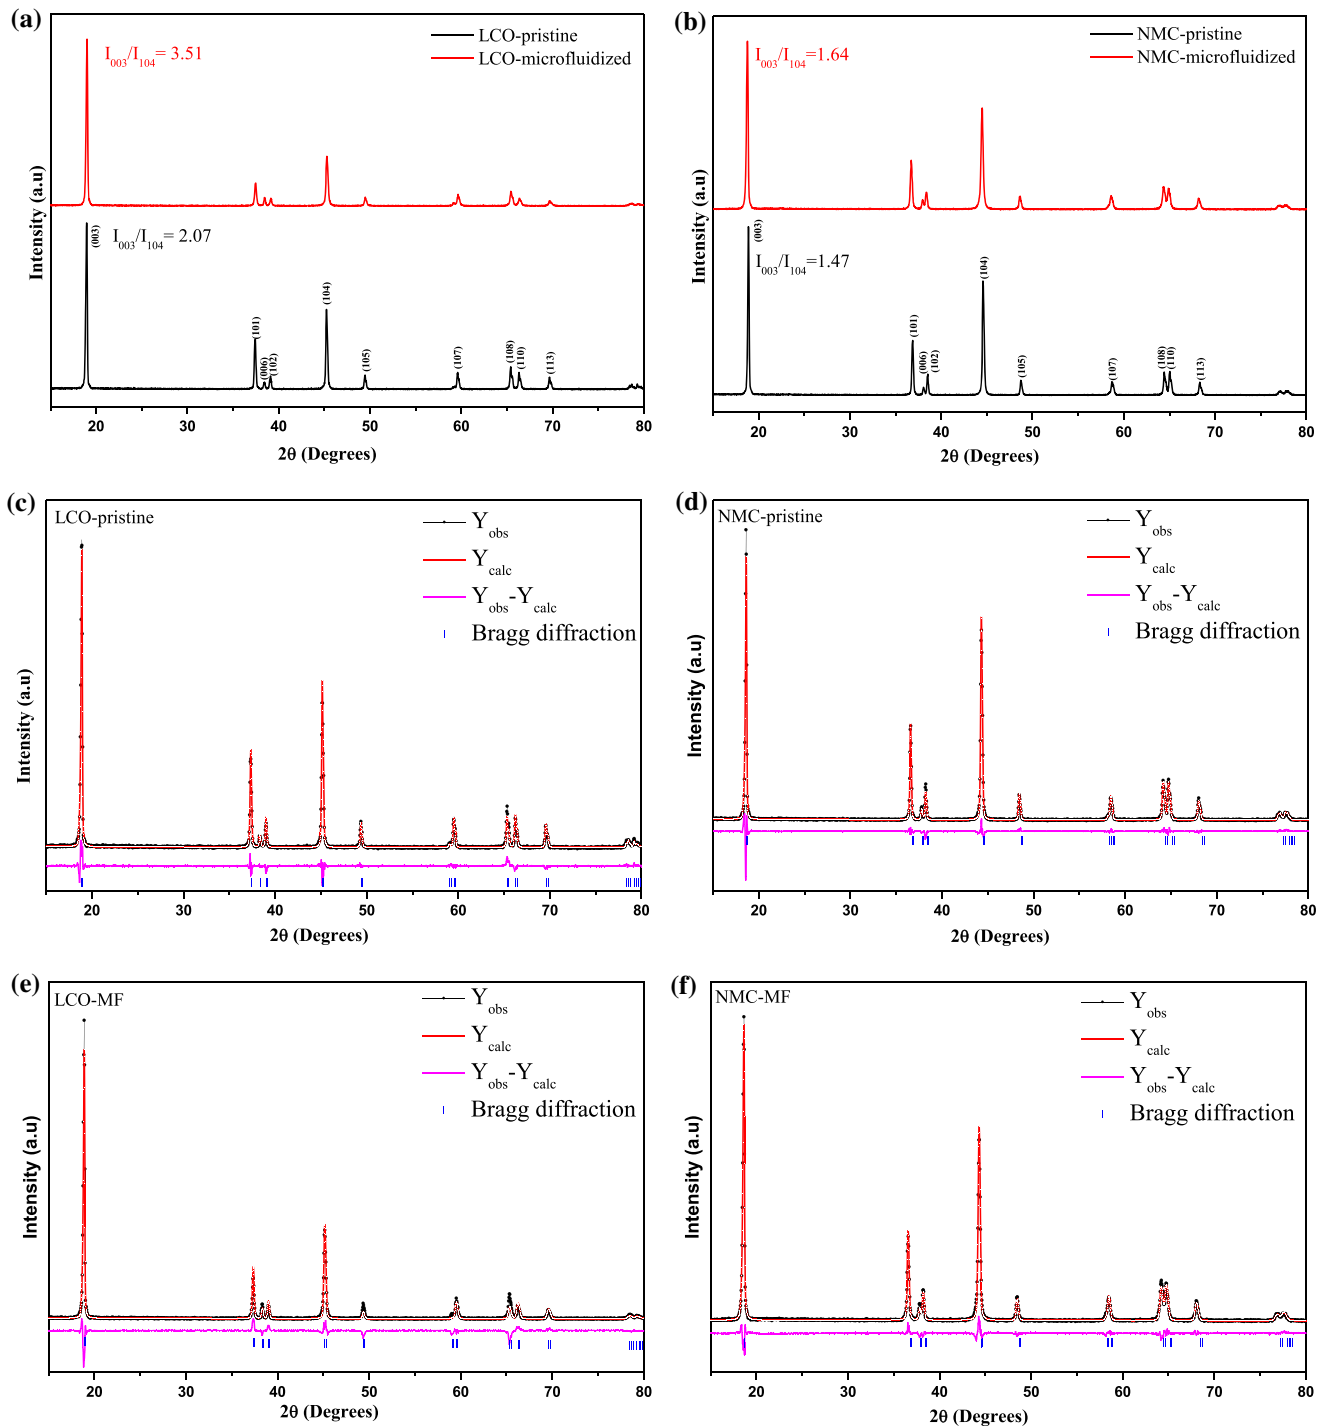 (a)
I003/I104= 3.51
LCO-pristine
LCO-microfluidized
(003)
I003/I104= 2.07
(101)
(006)
(102)
(104)
(105)
(107)
(108)
(110)
(113)
Intensity (a.u)
20 30 40 50 60 70 80
2θ (Degrees)
(b)
I003/I104=1.64
NMC-pristine
NMC-microfluidized
(003)
I003/I104=1.47
(101)
(006)
(102)
(104)
(105)
(107)
(108)
(110)
(113)
Intensity (a.u)
20 30 40 50 60 70 80
2θ (Degrees)
(c)
LCO-pristine
Yobs
Ycalc
Yobs-Ycalc
Bragg diffraction
Intensity (a.u)
20 30 40 50 60 70 80
2θ (Degrees)
(d)
NMC-pristine
Yobs
Ycalc
Yobs-Ycalc
Bragg diffraction
Intensity (a.u)
20 30 40 50 60 70 80
2θ (Degrees)
(e)
LCO-MF
Yobs
Ycalc
Yobs-Ycalc
Bragg diffraction
Intensity (a.u)
20 30 40 50 60 70 80
2θ (Degrees)
(f)
NMC-MF
Yobs
Ycalc
Yobs-Ycalc
Bragg diffraction
Intensity (a.u)
20 30 40 50 60 70 80
2θ (Degrees)